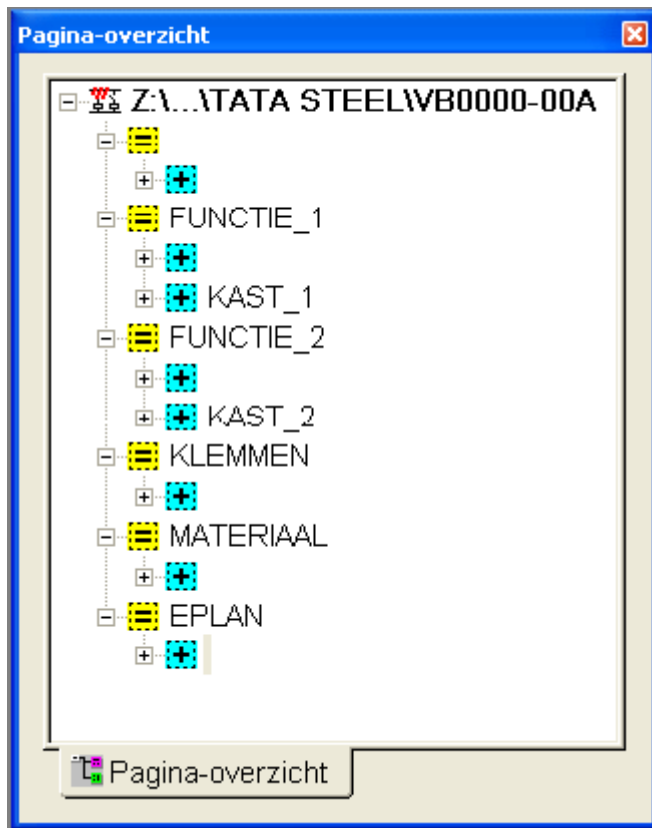 Pagina-overzicht
Z:\...\TATA STEEL\VB0000-00A
=
+
= FUNCTIE_1
+
+ KAST_1
= FUNCTIE_2
+
+ KAST_2
= KLEMMEN
+
= MATERIAAL
+
= EPLAN
+
Pagina-overzicht